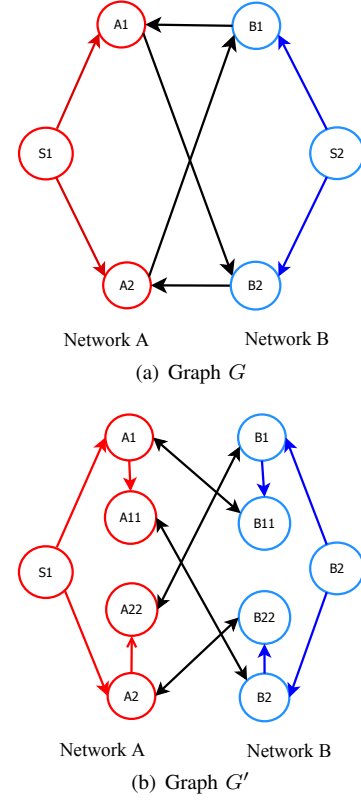 A1 B1
S1 S2
A2 B2
Network A Network B
(a) Graph G
A1 B1
A11 B11
S1 B2
A22 B22
A2 B2
Network A Network B
(b) Graph G′